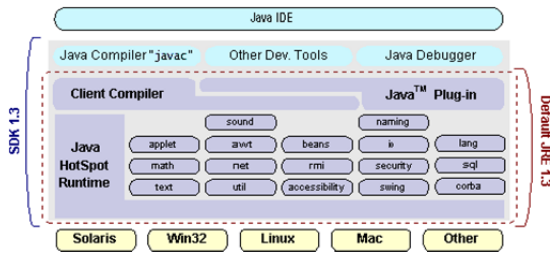 Java IDE
Java Compiler "javac"
Other Dev. Tools
Java Debugger
Client Compiler
Java™ Plug-in
SDK 1.3
Default JRE 1.3
Java
HotSpot
Runtime
sound
naming
applet
awt
beans
io
lang
math
net
rmi
security
sql
text
util
accessibility
swing
corba
Solaris
Win32
Linux
Mac
Other